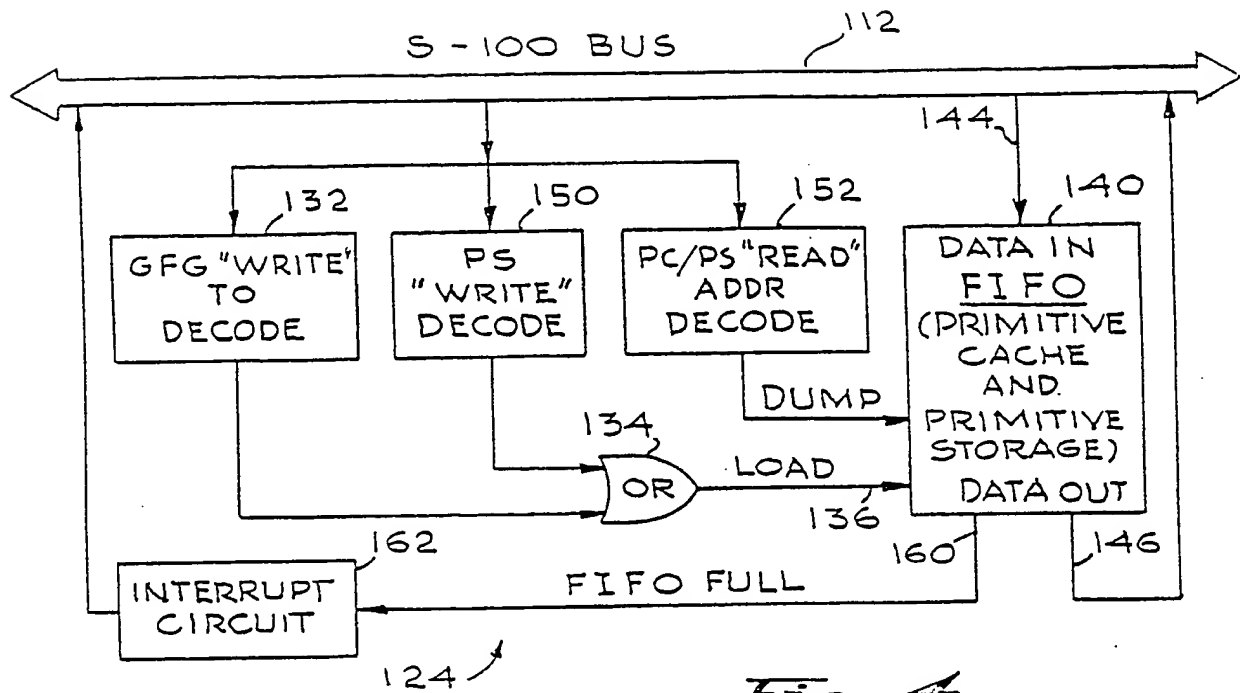 S-100 BUS
112
144
132
150
152
140
GFG "WRITE"
TO
DECODE
PS
"WRITE"
DECODE
PC/PS "READ"
ADDR
DECODE
DATA IN
FIFO
(PRIMITIVE
CACHE
AND.
PRIMITIVE
STORAGE)
DATA OUT
DUMP
134
OR
LOAD
136
162
160
146
INTERRUPT
CIRCUIT
FIFO FULL
124